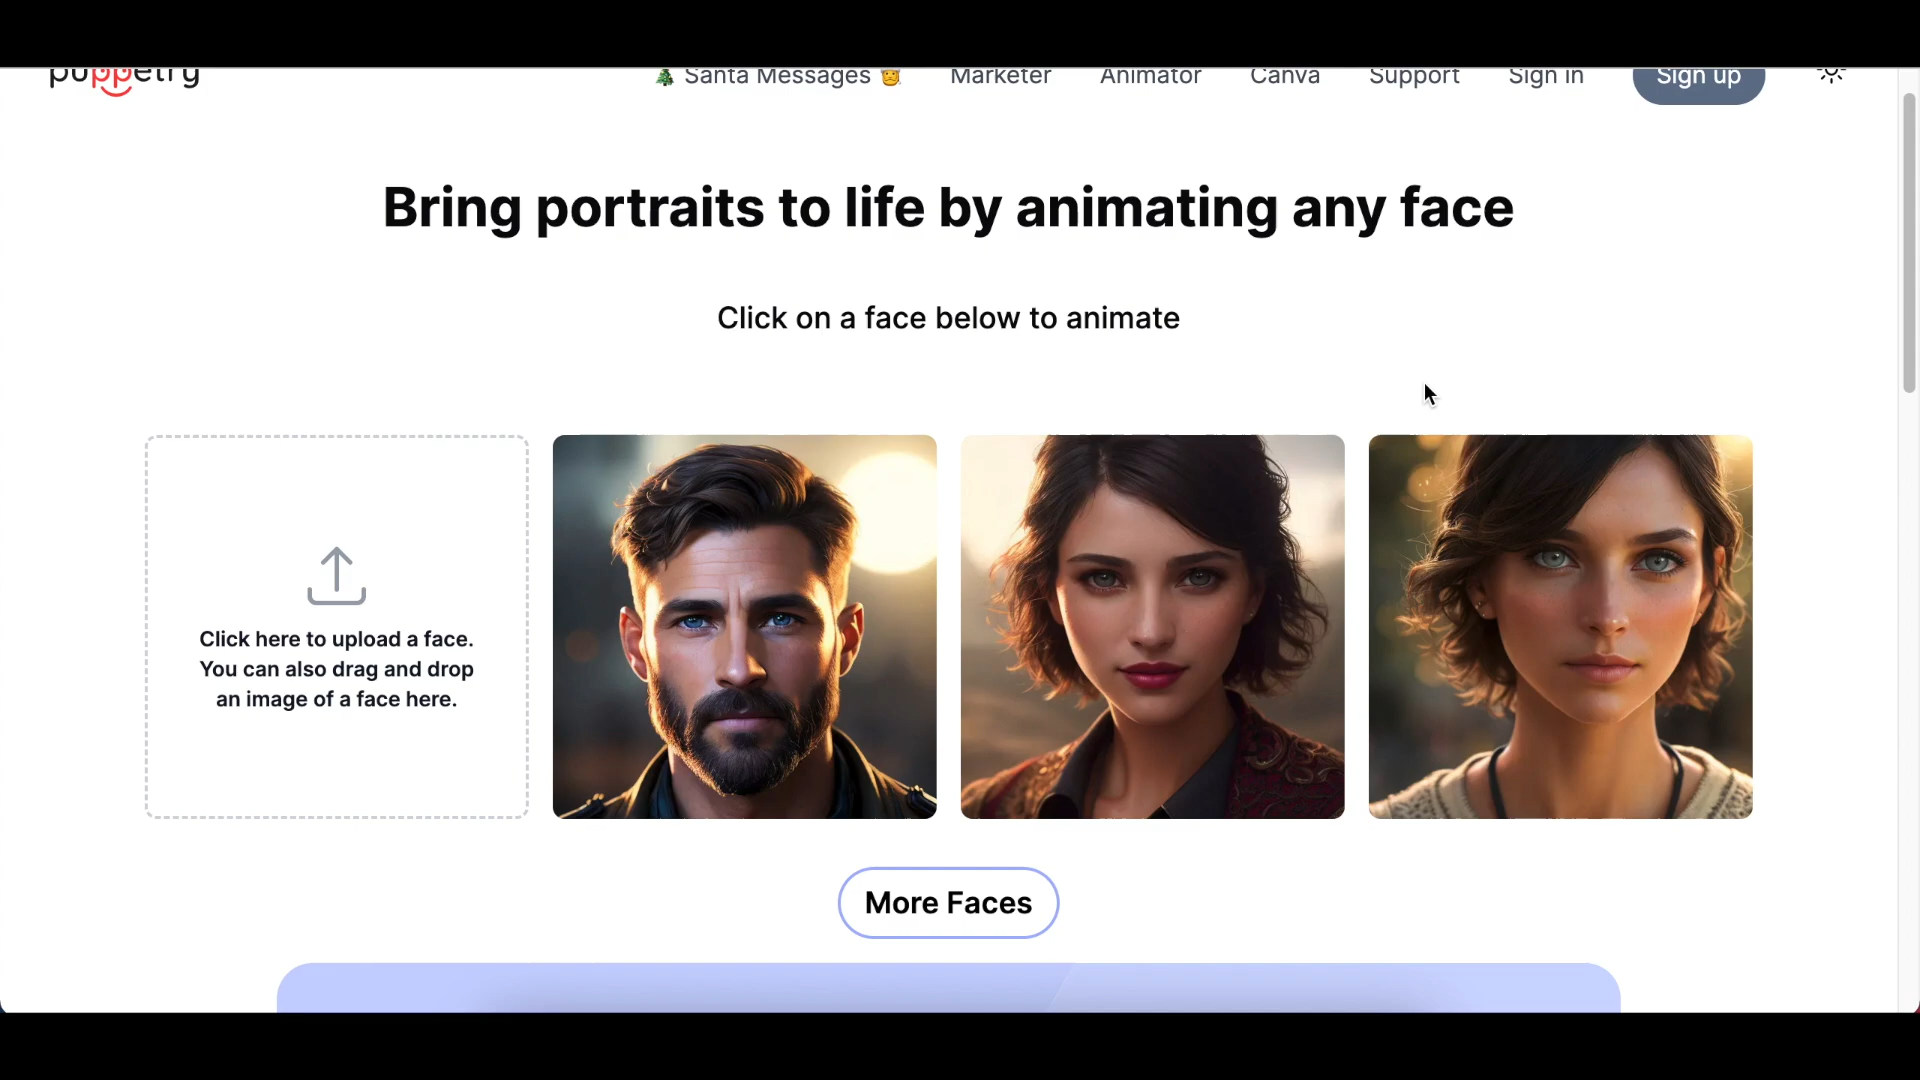 puppetry
🎄 Santa Messages 🎅 Marketer Animator Canva Support Sign in Sign up
Bring portraits to life by animating any face
Click on a face below to animate
Click here to upload a face.
You can also drag and drop
an image of a face here.
More Faces